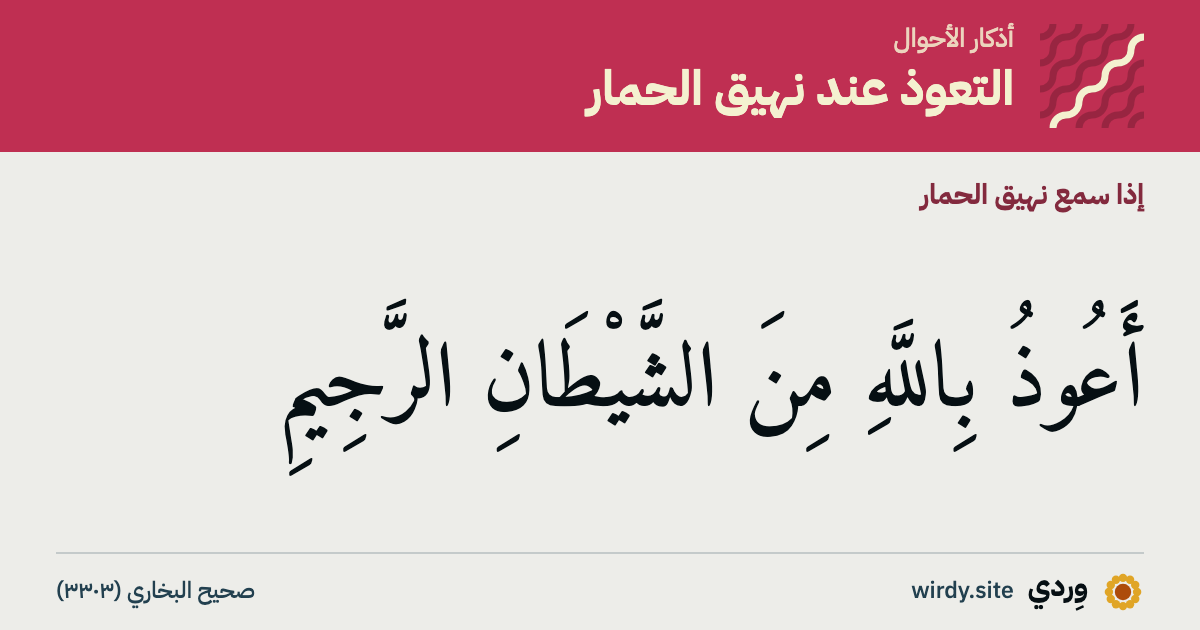 أذكار الأحوال
التعوذ عند نهيق الحمار
إذا سمع نهيق الحمار
أَعُوذُ بِاللَّهِ مِنَ الشَّيْطَانِ الرَّجِيمِ
وِردي wirdy.site
صحيح البخاري (٣٣٠٣)